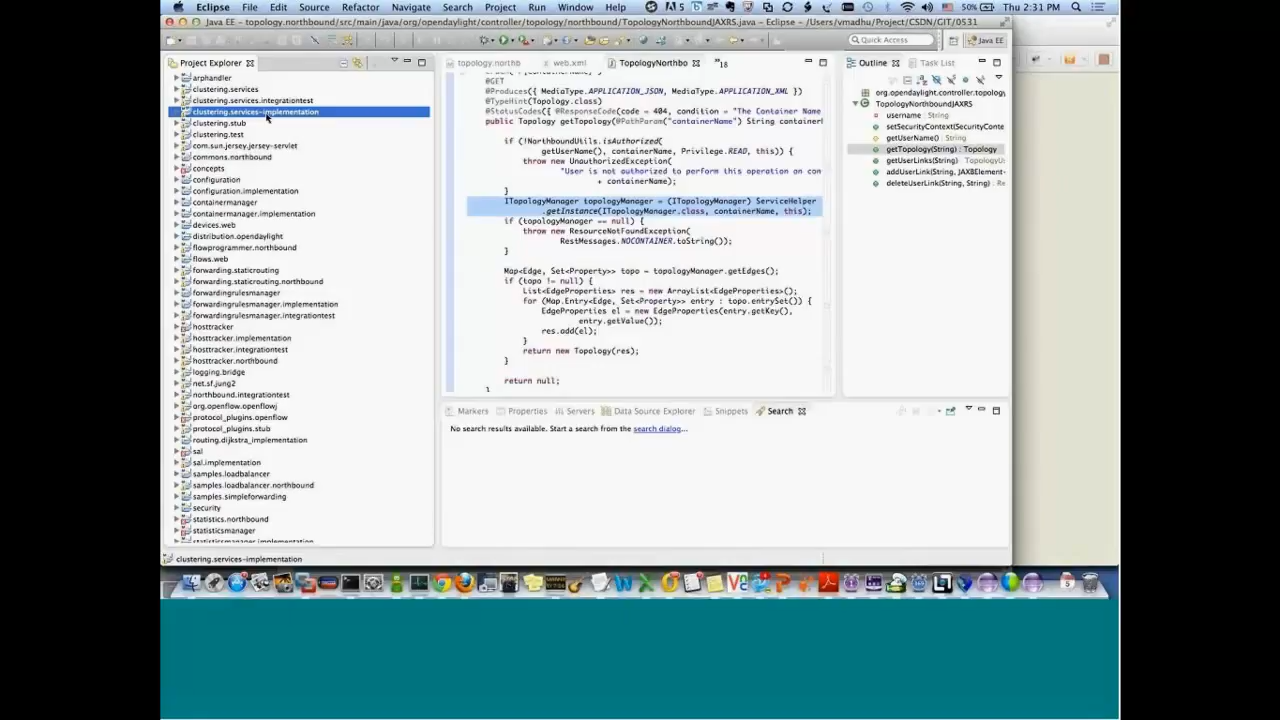 Eclipse File Edit Source Refactor Navigate Search Project Run Window Help 50% Thu 2:31 PM
Java EE - topology.northbound/src/main/java/org/opendaylight/controller/topology/northbound/TopologyNorthboundJAXRS.java - Eclipse - /Users/vmadhu/Project/CSDN/GIT/0531
Quick Access Java EE
Project Explorer
arphandler
clustering.services
clustering.services.integrationtest
clustering.services-implementation
clustering.stub
clustering.test
com.sun.jersey.jersey-servlet
commons.northbound
concepts
configuration
configuration.implementation
containermanager
containermanager.implementation
devices.web
distribution.opendaylight
flowprogrammer.northbound
flows.web
forwarding.staticrouting
forwarding.staticrouting.northbound
forwardingrulesmanager
forwardingrulesmanager.implementation
forwardingrulesmanager.integrationtest
hosttracker
hosttracker.implementation
hosttracker.integrationtest
hosttracker.northbound
logging.bridge
net.sf.jung2
northbound.integrationtest
org.openflow.openflowj
protocol_plugins.openflow
protocol_plugins.stub
routing.dijkstra_implementation
sal
sal.implementation
samples.loadbalancer
samples.loadbalancer.northbound
samples.simpleforwarding
security
statistics.northbound
statisticsmanager
statisticsmanager.implementation
clustering.services-implementation
topology.northb web.xml TopologyNorthbo 18
@GET
@Produces({ MediaType.APPLICATION_JSON, MediaType.APPLICATION_XML })
@TypeHint(Topology.class)
@StatusCodes({ @ResponseCode(code = 404, condition = "The Container Name
public Topology getTopology(@PathParam("containerName") String container
if (!NorthboundUtils.isAuthorized(
getUserName(), containerName, Privilege.READ, this)) {
throw new UnauthorizedException(
"User is not authorized to perform this operation on con
+ containerName);
}
ITopologyManager topologyManager = (ITopologyManager) ServiceHelper
.getInstance(ITopologyManager.class, containerName, this);
if (topologyManager == null) {
throw new ResourceNotFoundException(
RestMessages.NOCONTAINER.toString());
}
Map<Edge, Set<Property>> topo = topologyManager.getEdges();
if (topo != null) {
List<EdgeProperties> res = new ArrayList<EdgeProperties>();
for (Map.Entry<Edge, Set<Property>> entry : topo.entrySet()) {
EdgeProperties el = new EdgeProperties(entry.getKey(),
entry.getValue());
res.add(el);
}
return new Topology(res);
}
return null;
}
Outline Task List
org.opendaylight.controller.topology
TopologyNorthboundJAXRS
username : String
setSecurityContext(SecurityConte
getUserName() : String
getTopology(String) : Topology
getUserLinks(String) : TopologyU
addUserLink(String, JAXBElement
deleteUserLink(String, String) : Re
Markers Properties Servers Data Source Explorer Snippets Search
No search results available. Start a search from the search dialog...